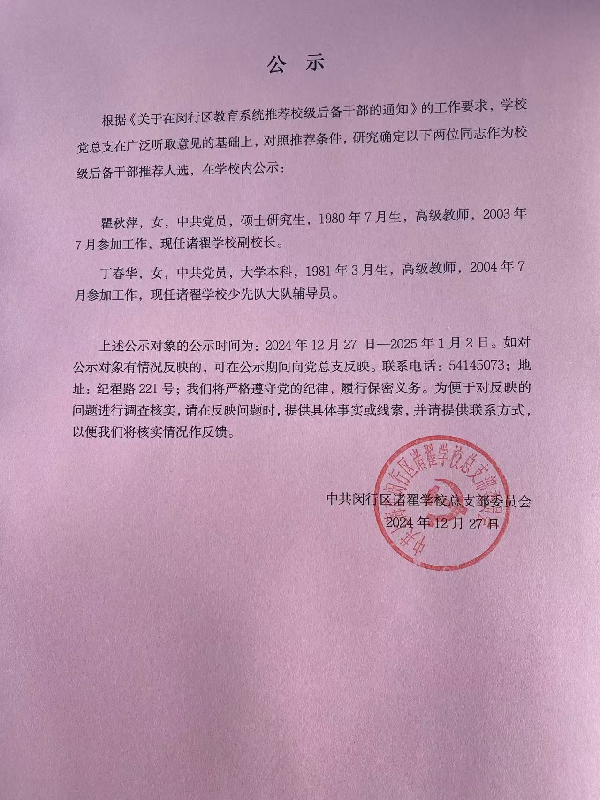 公 示
根据《关于在闵行区教育系统推荐校级后备干部的通知》的工作要求，学校
党总支在广泛听取意见的基础上，对照推荐条件，研究确定以下两位同志作为校
级后备干部推荐人选，在学校内公示：
瞿秋萍，女，中共党员，硕士研究生，1980 年 7 月生，高级教师，2003 年
7 月参加工作，现任诸翟学校副校长。
丁春华，女，中共党员，大学本科，1981 年 3 月生，高级教师，2004 年 7
月参加工作，现任诸翟学校少先队大队辅导员。
上述公示对象的公示时间为：2024 年 12 月 27 日—2025 年 1 月 2 日。如对
公示对象有情况反映的，可在公示期间向党总支反映。联系电话：54145073；地
址：纪翟路 221 号；我们将严格遵守党的纪律，履行保密义务。为便于对反映的
问题进行调查核实，请在反映问题时，提供具体事实或线索，并请提供联系方式，
以便我们将核实情况作反馈。
中共闵行区诸翟学校总支部委员会
2024 年 12 月 27 日